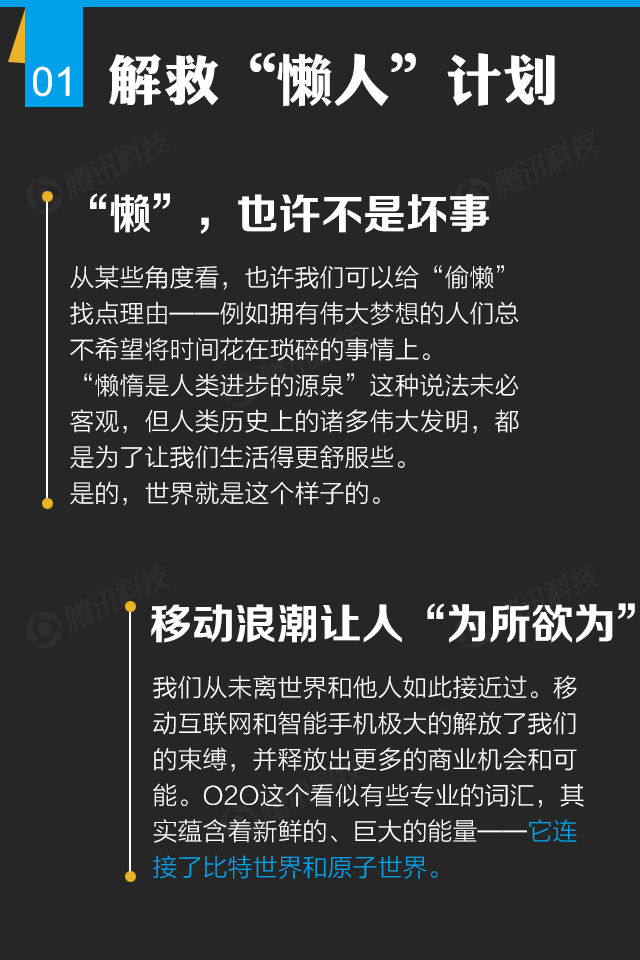 01
解救“懒人”计划
腾讯科技
腾讯科技
“懒”，也许不是坏事
从某些角度看，也许我们可以给“偷懒”
找点理由——例如拥有伟大梦想的人们总
不希望将时间花在琐碎的事情上。
“懒惰是人类进步的源泉”这种说法未必
客观，但人类历史上的诸多伟大发明，都
是为了让我们生活得更舒服些。
是的，世界就是这个样子的。
腾讯科技
腾讯科技
移动浪潮让人“为所欲为”
我们从未离世界和他人如此接近过。移
动互联网和智能手机极大的解放了我们
的束缚，并释放出更多的商业机会和可
能。O2O这个看似有些专业的词汇，其
实蕴含着新鲜的、巨大的能量——它连
接了比特世界和原子世界。